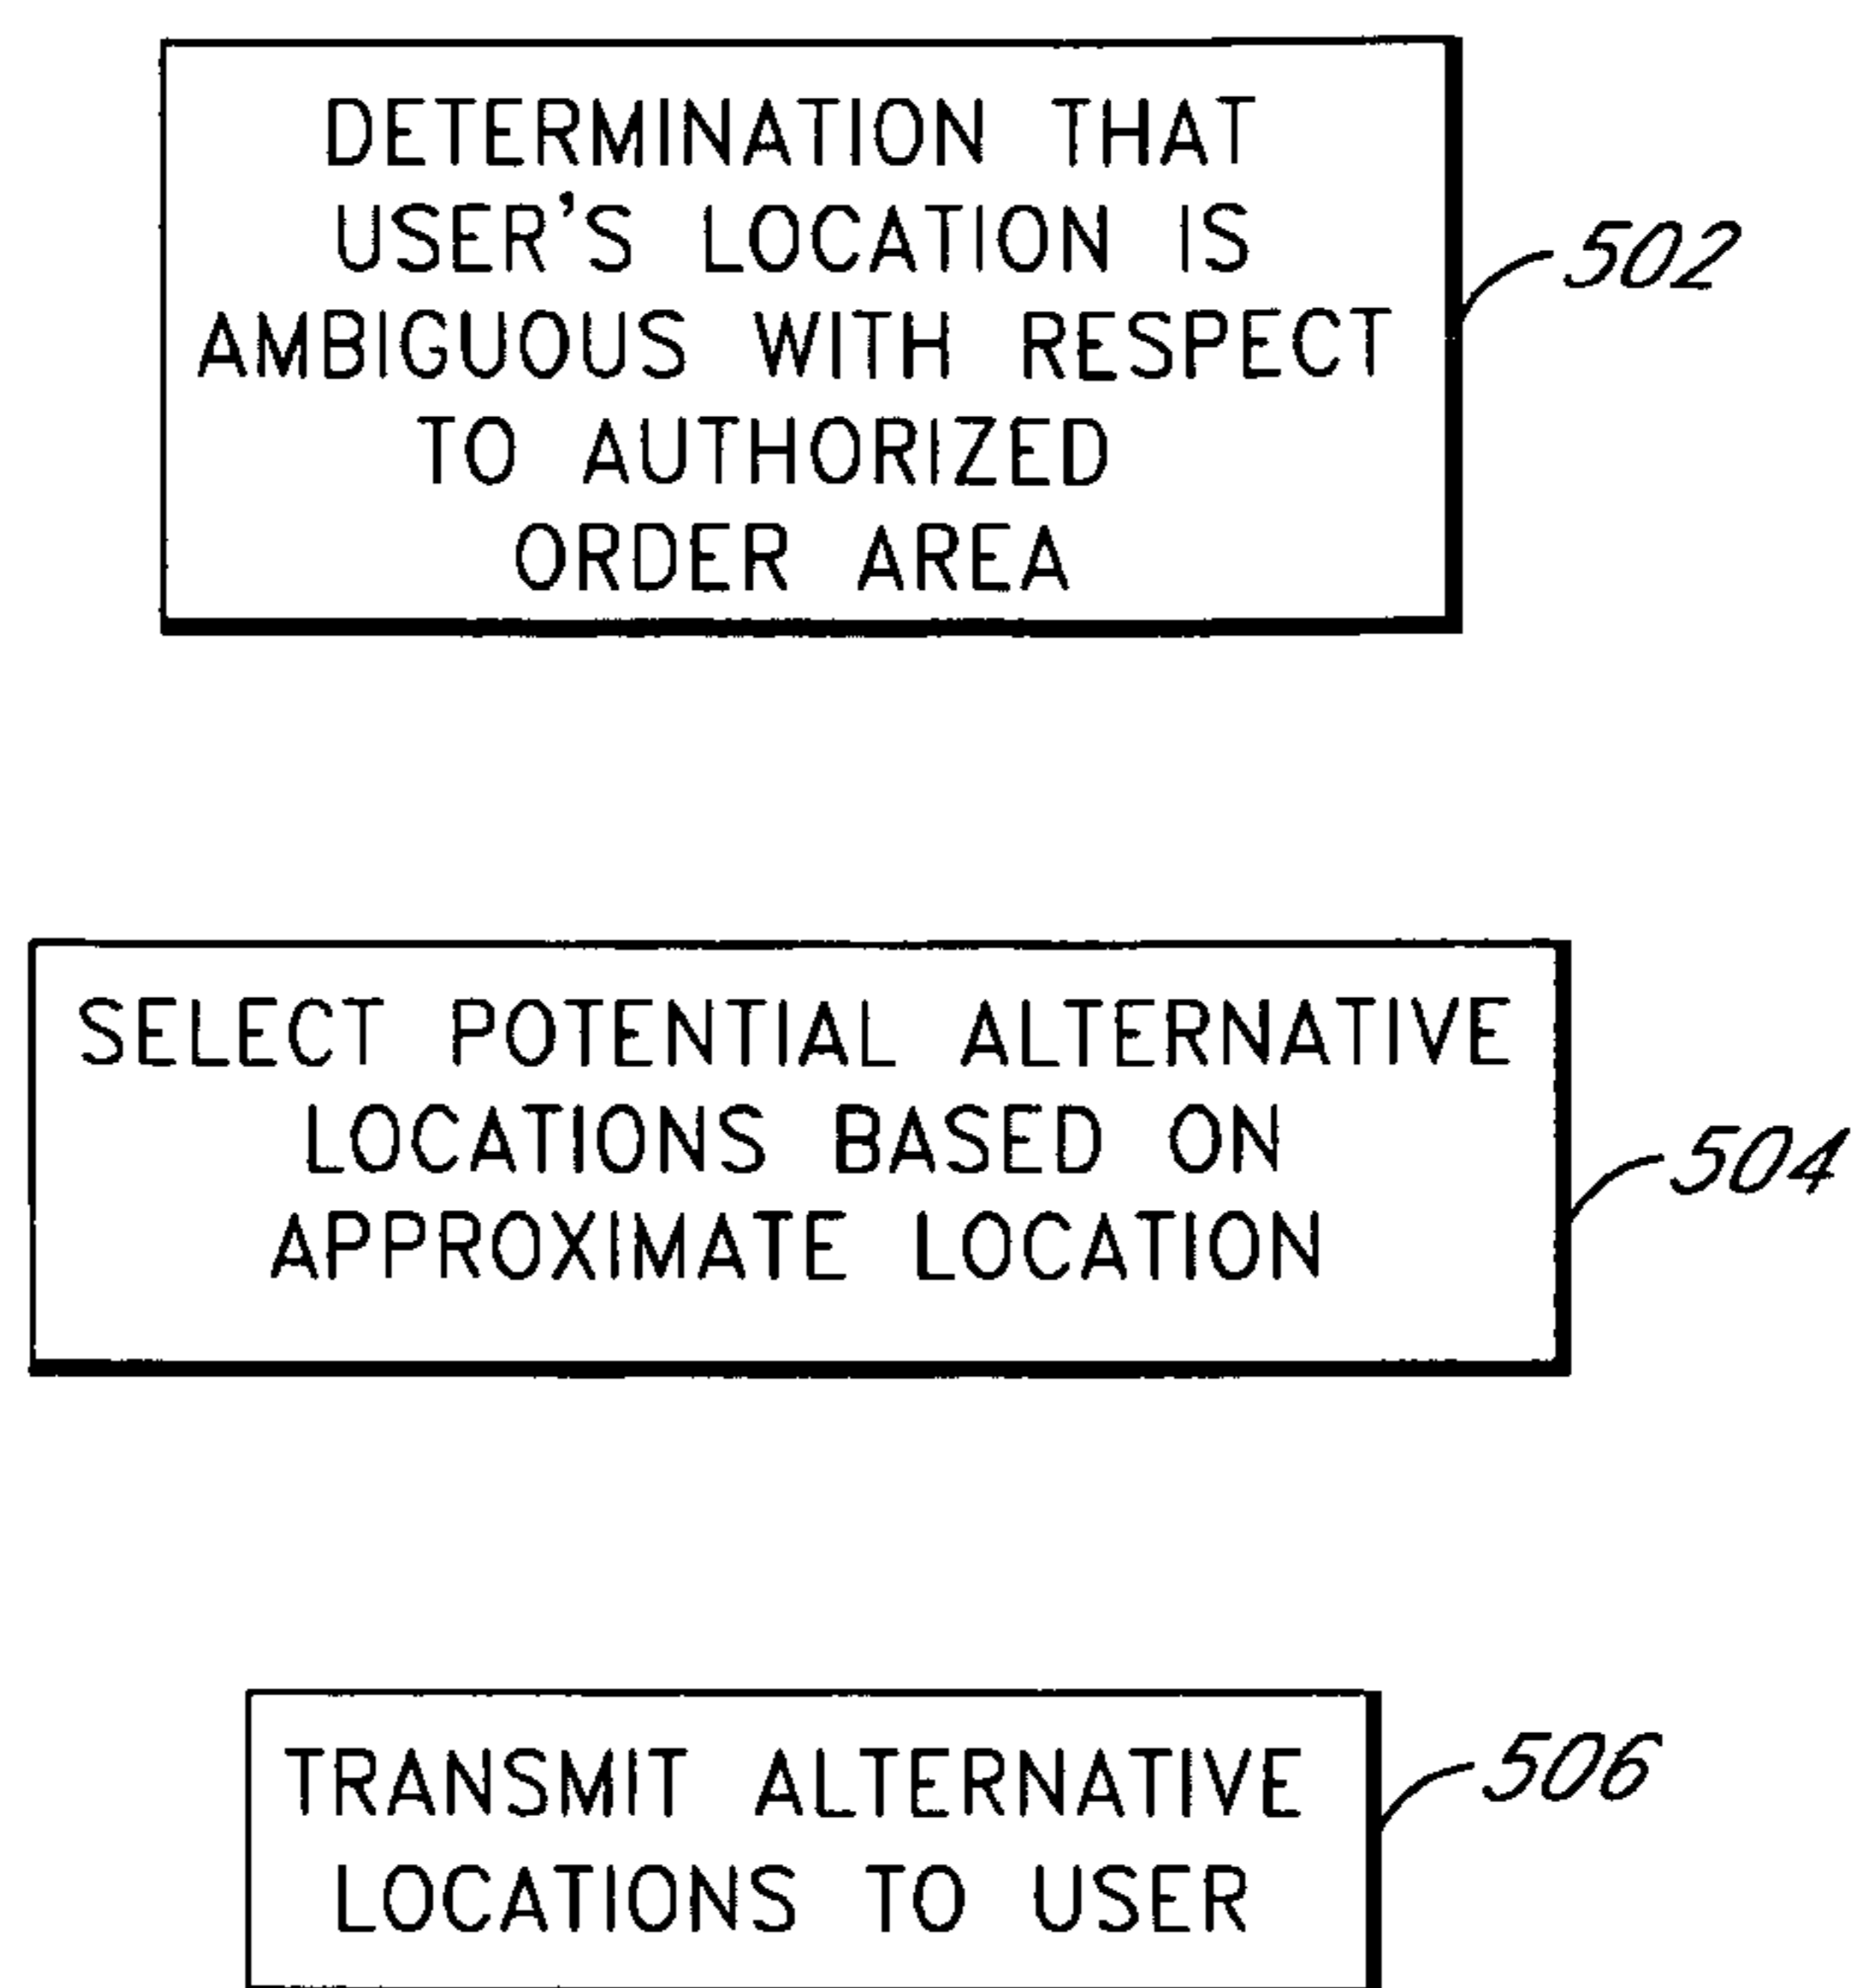 DETERMINATION THAT
USER'S LOCATION IS
AMBIGUOUS WITH RESPECT
TO AUTHORIZED
ORDER AREA
502
SELECT POTENTIAL ALTERNATIVE
LOCATIONS BASED ON
APPROXIMATE LOCATION
504
TRANSMIT ALTERNATIVE
LOCATIONS TO USER
506